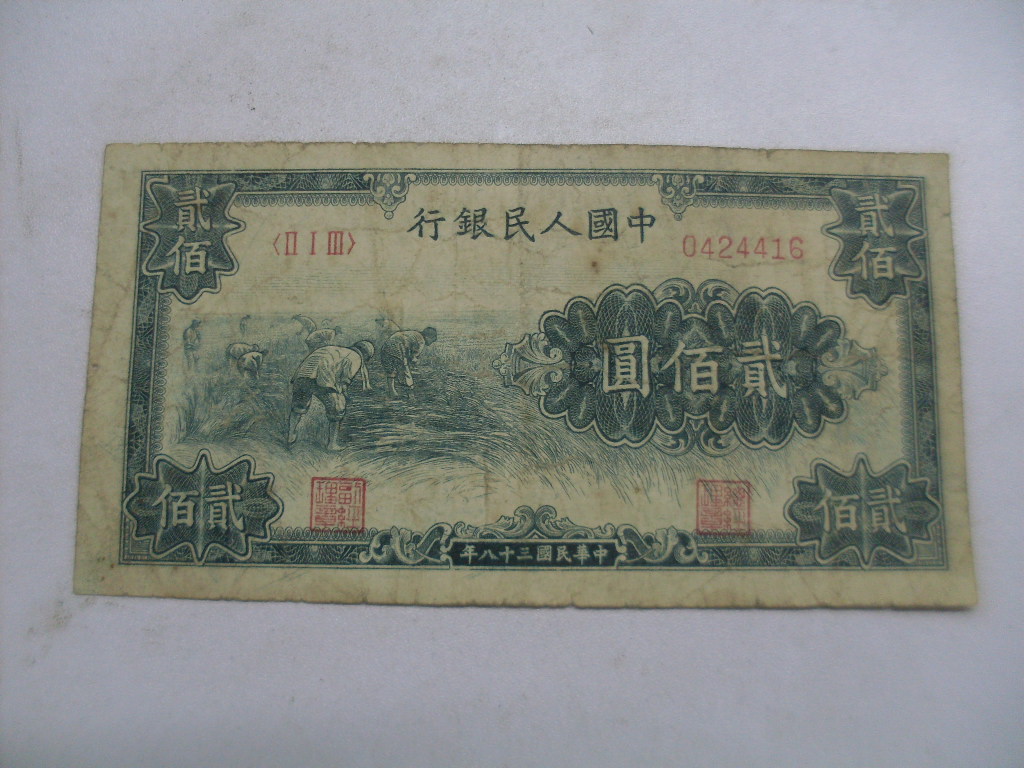 貳佰
中國人民銀行
貳佰
〈II I III〉
0424416
貳佰圓
貳佰
貳佰
中華民國三十八年